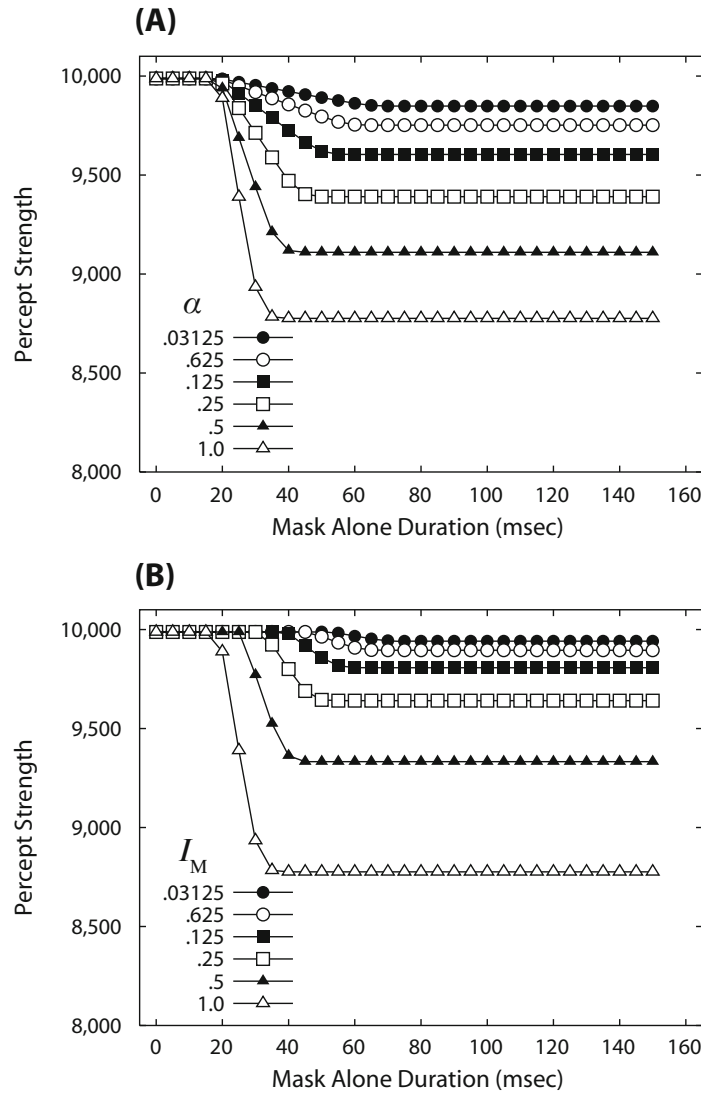 (A)
10,000
9,500
9,000
8,500
8,000
Percept Strength
α
.03125
.625
.125
.25
.5
1.0
0 20 40 60 80 100 120 140 160
Mask Alone Duration (msec)
(B)
10,000
9,500
9,000
8,500
8,000
Percept Strength
I_M
.03125
.625
.125
.25
.5
1.0
0 20 40 60 80 100 120 140 160
Mask Alone Duration (msec)